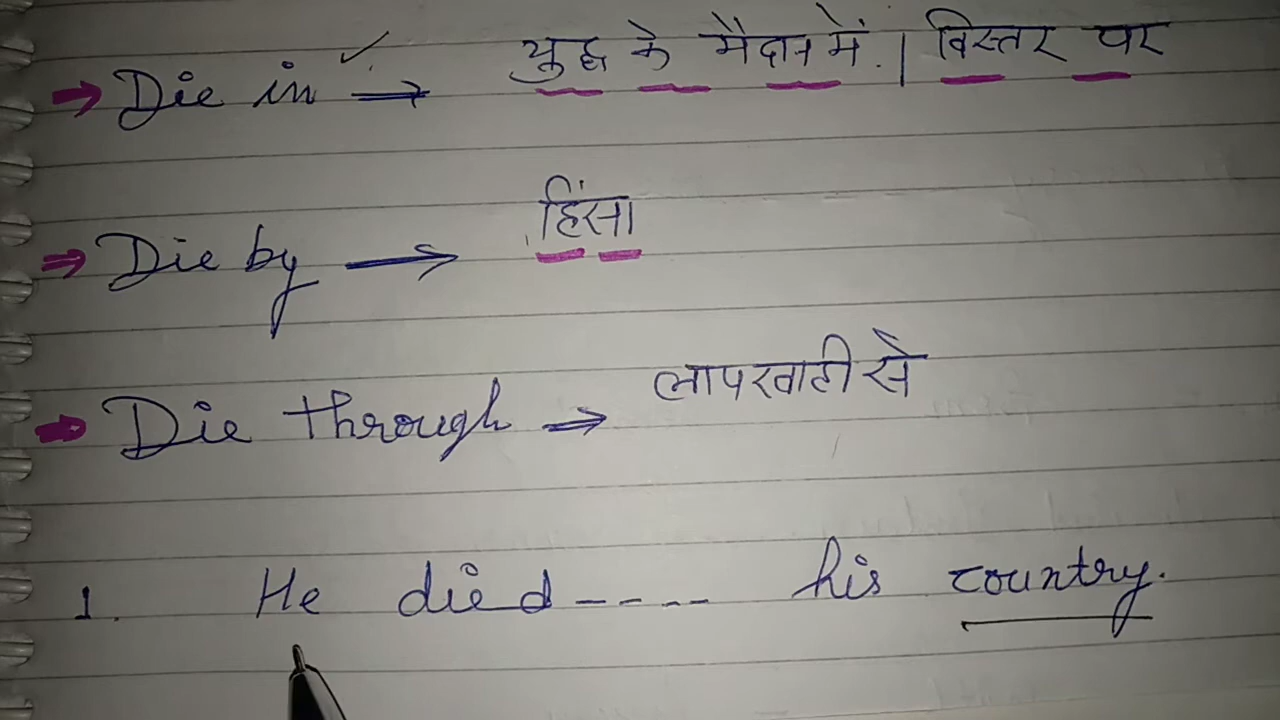 ⇒ Die in ✓ → युद्ध के मैदान में. | विस्तर पर
⇒ Die by → हिंसा
⇒ Die through → लापरवाही से
1. He died ---- his country.